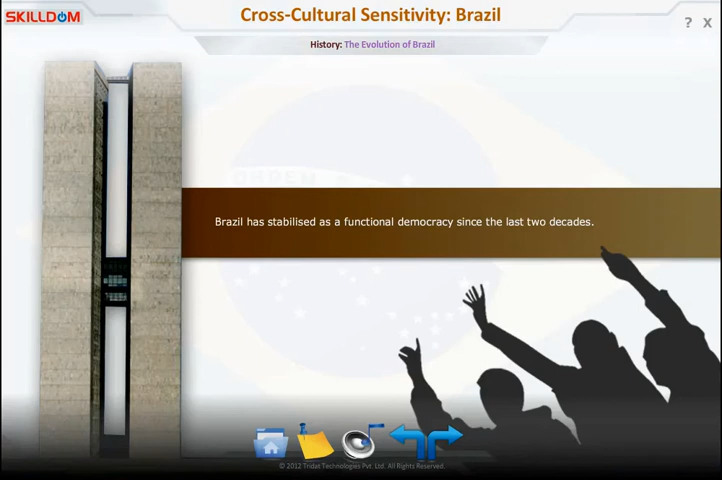 SKILLDOM
Cross-Cultural Sensitivity: Brazil
? X
History: The Evolution of Brazil
ORDEM
Brazil has stabilised as a functional democracy since the last two decades.
© 2012 Tridat Technologies Pvt. Ltd. All Rights Reserved.